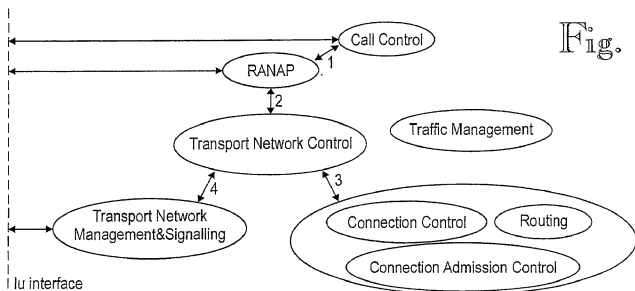 Call Control
Fig.
1
RANAP
2
Traffic Management
Transport Network Control
4
3
Transport Network
Management&Signalling
Connection Control
Routing
Connection Admission Control
Iu interface